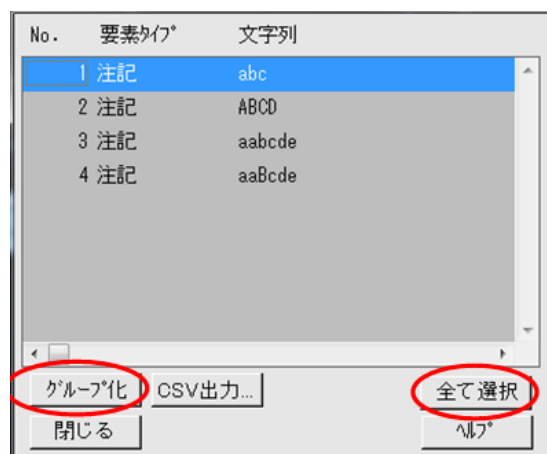 No. 要素ﾀｲﾌﾟ 文字列
1 注記 abc
2 注記 ABCD
3 注記 aabcde
4 注記 aaBcde
ｸﾞﾙｰﾌﾟ化 CSV出力... 全て選択
閉じる ﾍﾙﾌﾟ